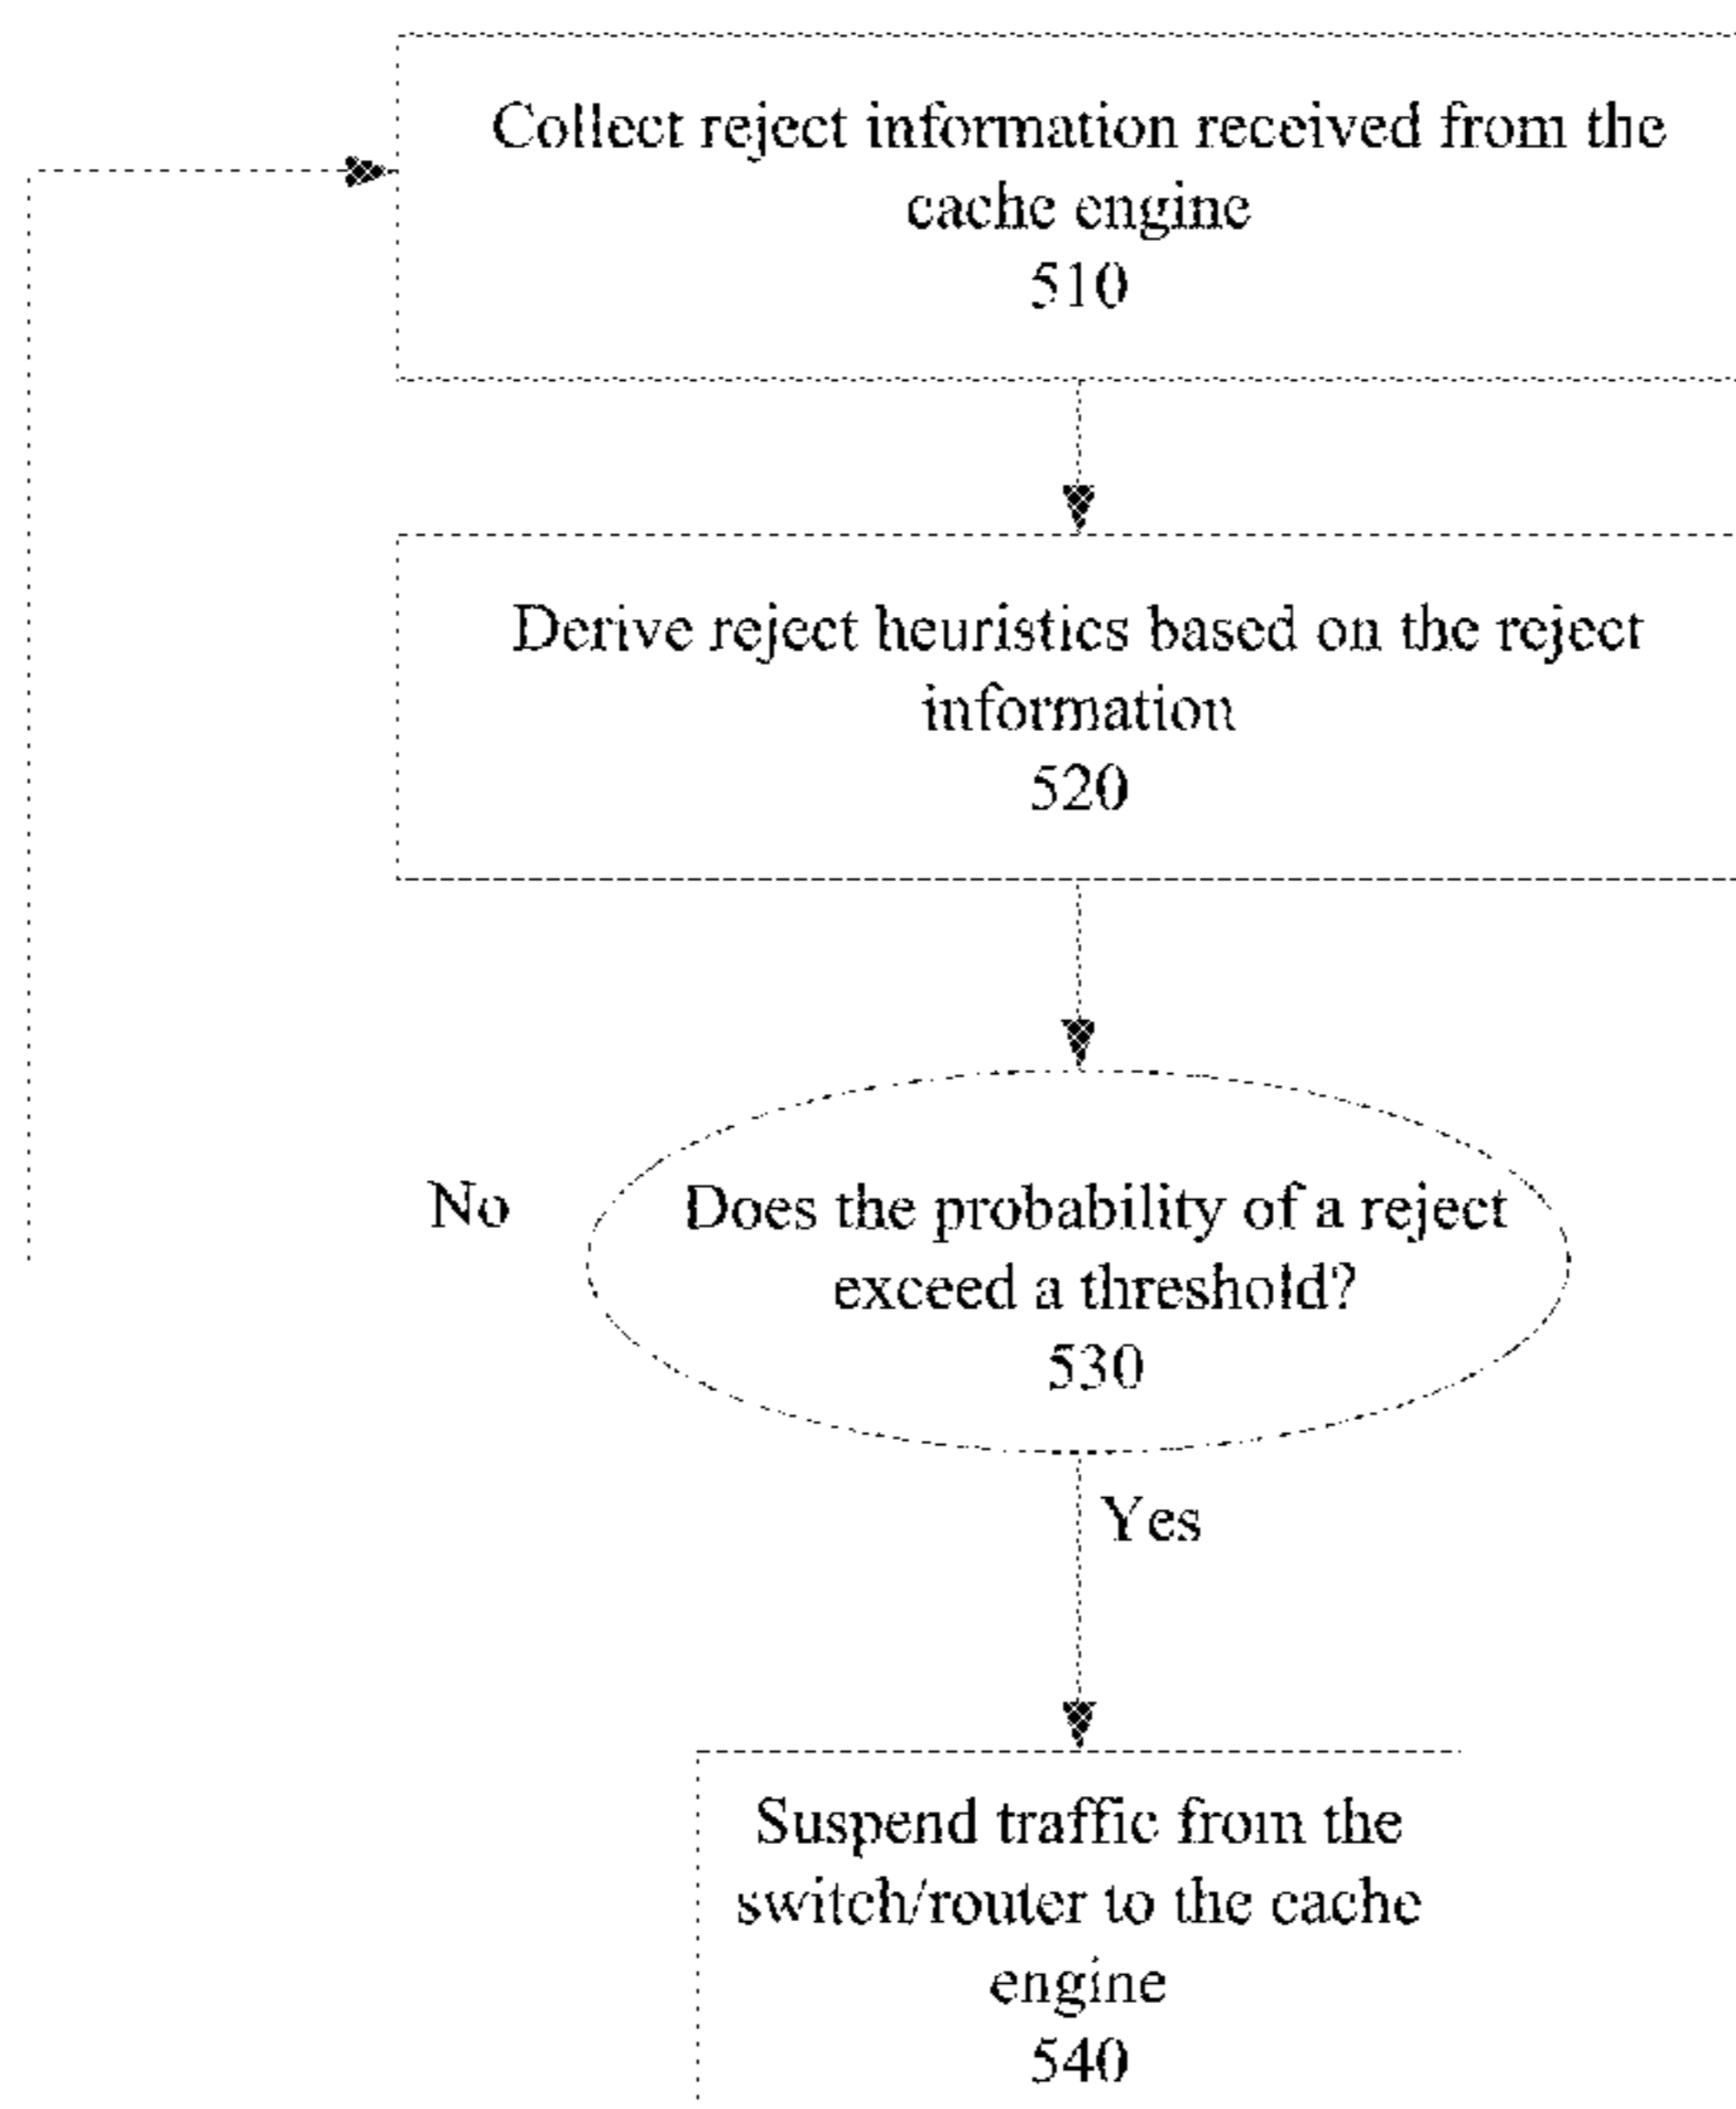 Collect reject information received from the
cache engine
510
Derive reject heuristics based on the reject
information
520
No
Does the probability of a reject
exceed a threshold?
530
Yes
Suspend traffic from the
switch/router to the cache
engine
540